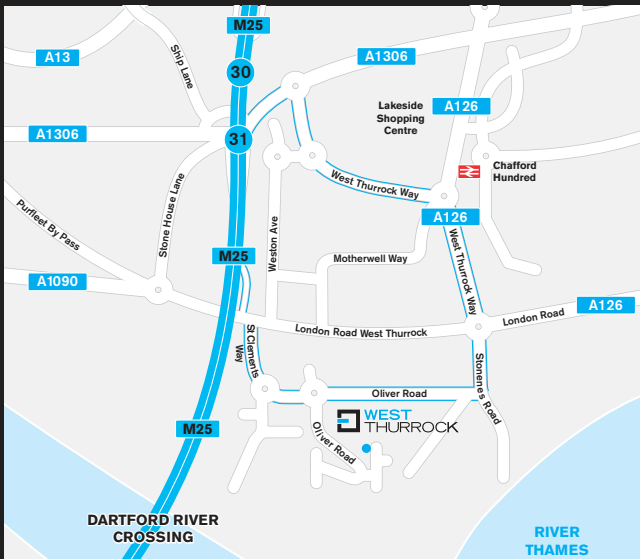 M25
A13
Ship Lane
30
A1306
Lakeside
Shopping
Centre
A126
A1306
31
Chafford
Hundred
West Thurrock Way
Stone House Lane
A126
Purfleet By Pass
Weston Ave
M25
Motherwell Way
West Thurrock Way
A1090
A126
London Road
London Road West Thurrock
St Clements
Way
Stonenes Road
Oliver Road
WEST
THURROCK
Oliver Road
M25
DARTFORD RIVER
CROSSING
RIVER
THAMES